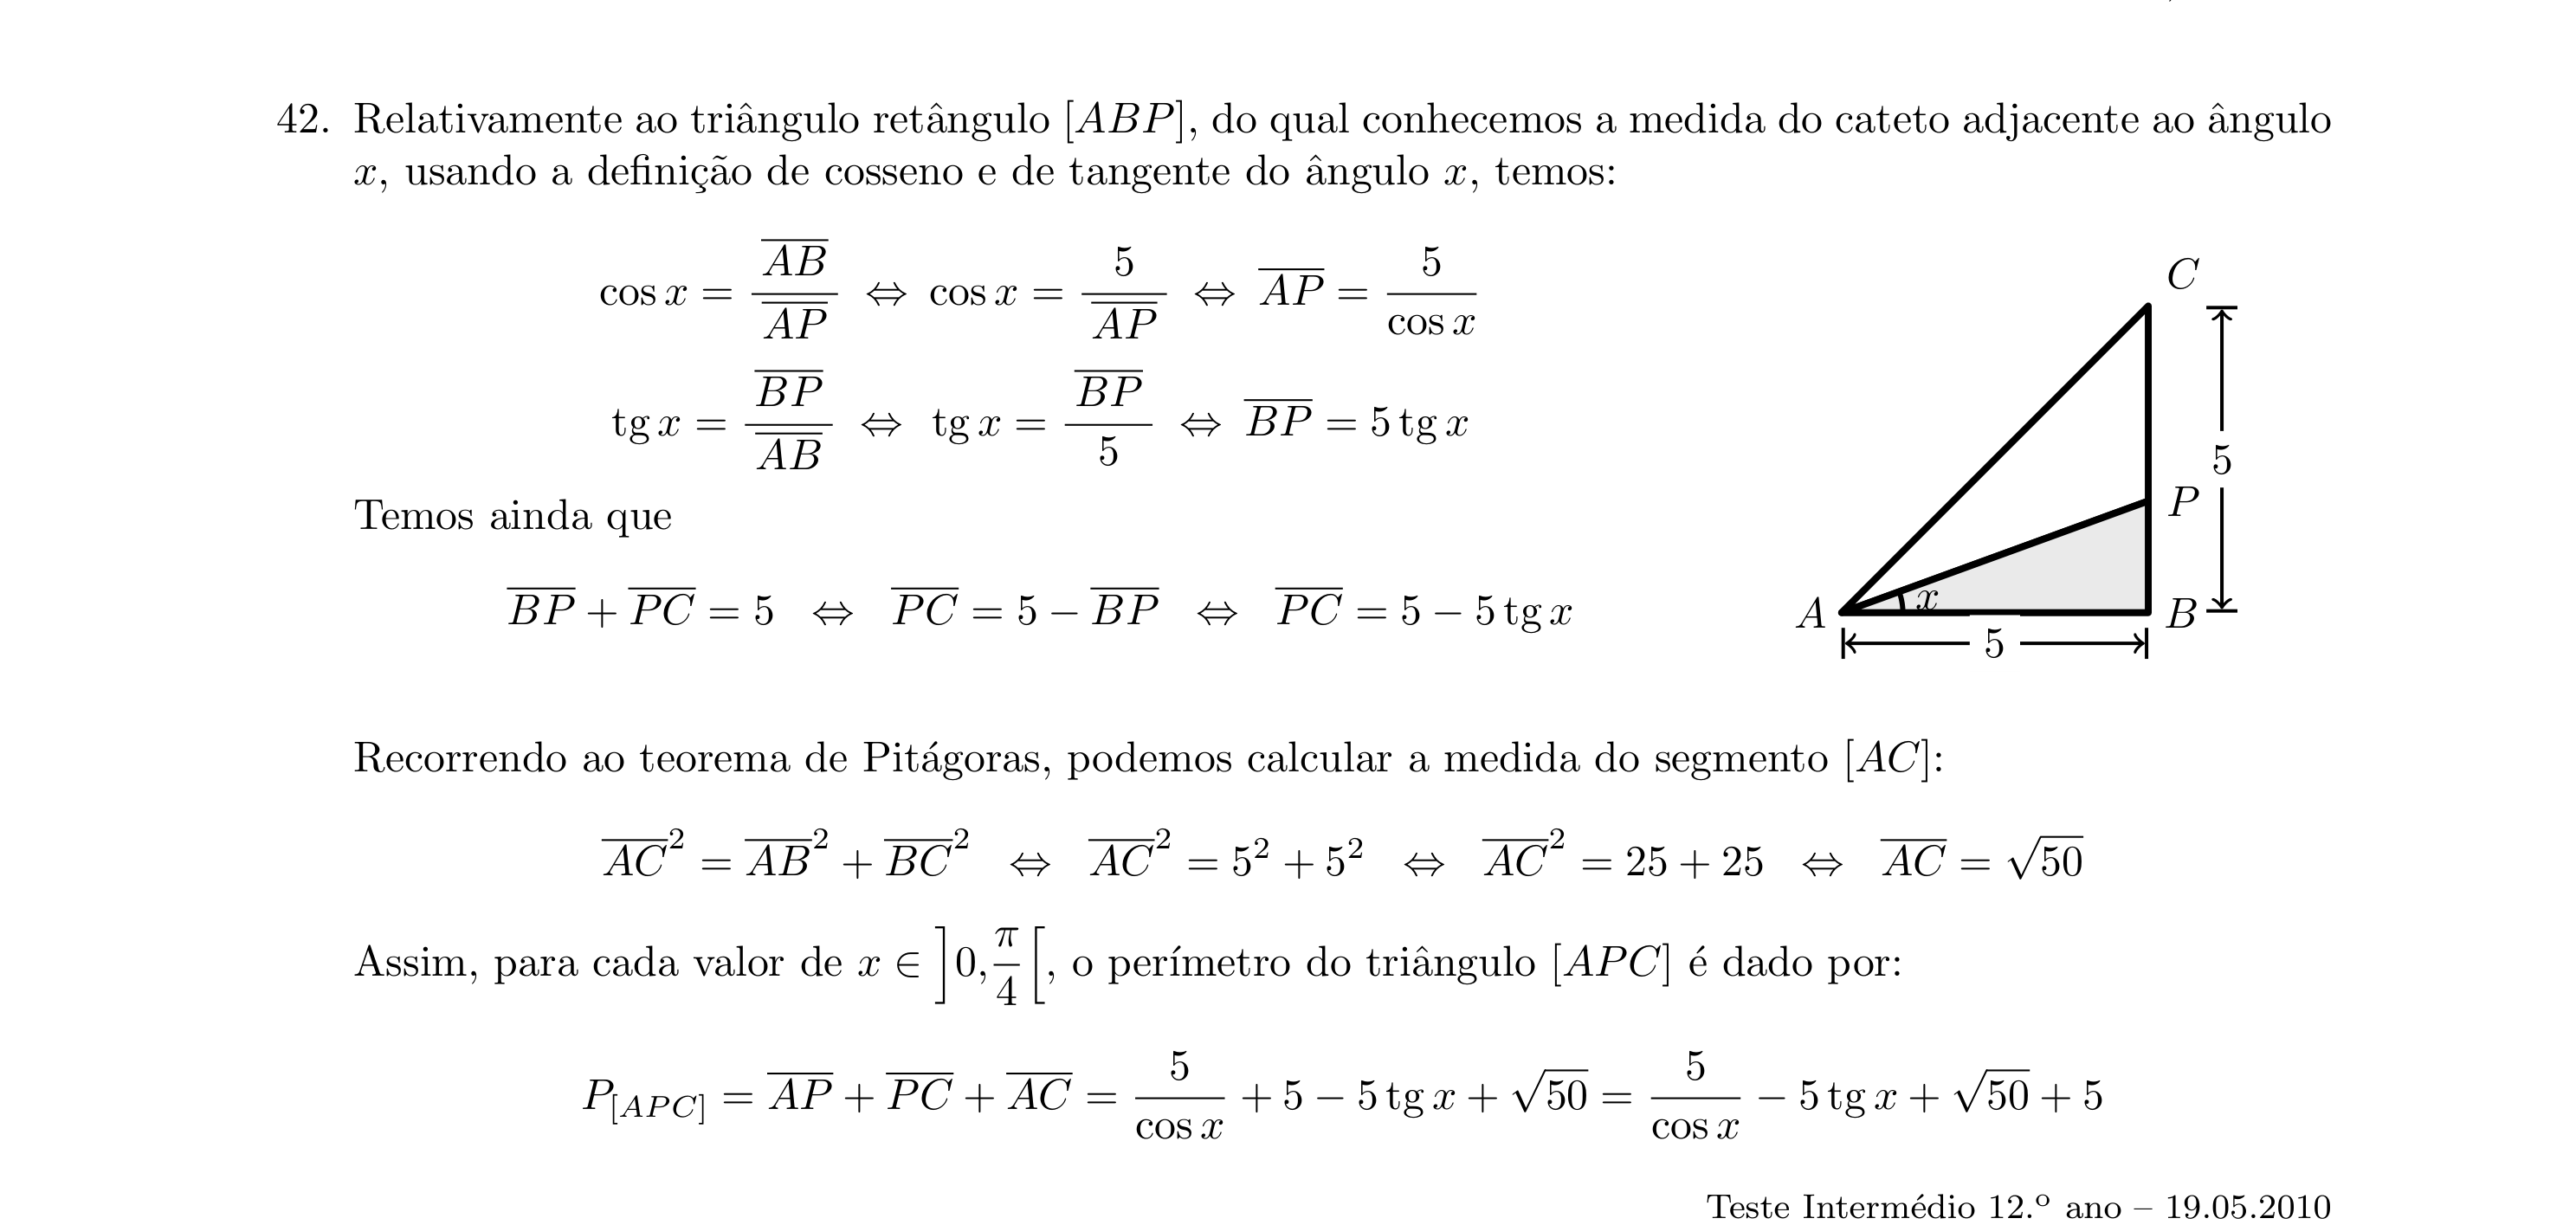 42. Relativamente ao triângulo retângulo [ABP], do qual conhecemos a medida do cateto adjacente ao ângulo
x, usando a definição de cosseno e de tangente do ângulo x, temos:
$\cos x = \dfrac{\overline{AB}}{\overline{AP}} \Leftrightarrow \cos x = \dfrac{5}{\overline{AP}} \Leftrightarrow \overline{AP} = \dfrac{5}{\cos x}$
$\operatorname{tg} x = \dfrac{\overline{BP}}{\overline{AB}} \Leftrightarrow \operatorname{tg} x = \dfrac{\overline{BP}}{5} \Leftrightarrow \overline{BP} = 5 \operatorname{tg} x$
Temos ainda que
$\overline{BP} + \overline{PC} = 5 \Leftrightarrow \overline{PC} = 5 - \overline{BP} \Leftrightarrow \overline{PC} = 5 - 5 \operatorname{tg} x$
C
5
P
A
x
B
5
Recorrendo ao teorema de Pitágoras, podemos calcular a medida do segmento [AC]:
$\overline{AC}^2 = \overline{AB}^2 + \overline{BC}^2 \Leftrightarrow \overline{AC}^2 = 5^2 + 5^2 \Leftrightarrow \overline{AC}^2 = 25 + 25 \Leftrightarrow \overline{AC} = \sqrt{50}$
Assim, para cada valor de $x \in \left]0, \dfrac{\pi}{4}\right[$, o perímetro do triângulo [APC] é dado por:
$P_{[APC]} = \overline{AP} + \overline{PC} + \overline{AC} = \dfrac{5}{\cos x} + 5 - 5 \operatorname{tg} x + \sqrt{50} = \dfrac{5}{\cos x} - 5 \operatorname{tg} x + \sqrt{50} + 5$
Teste Intermédio 12.º ano – 19.05.2010